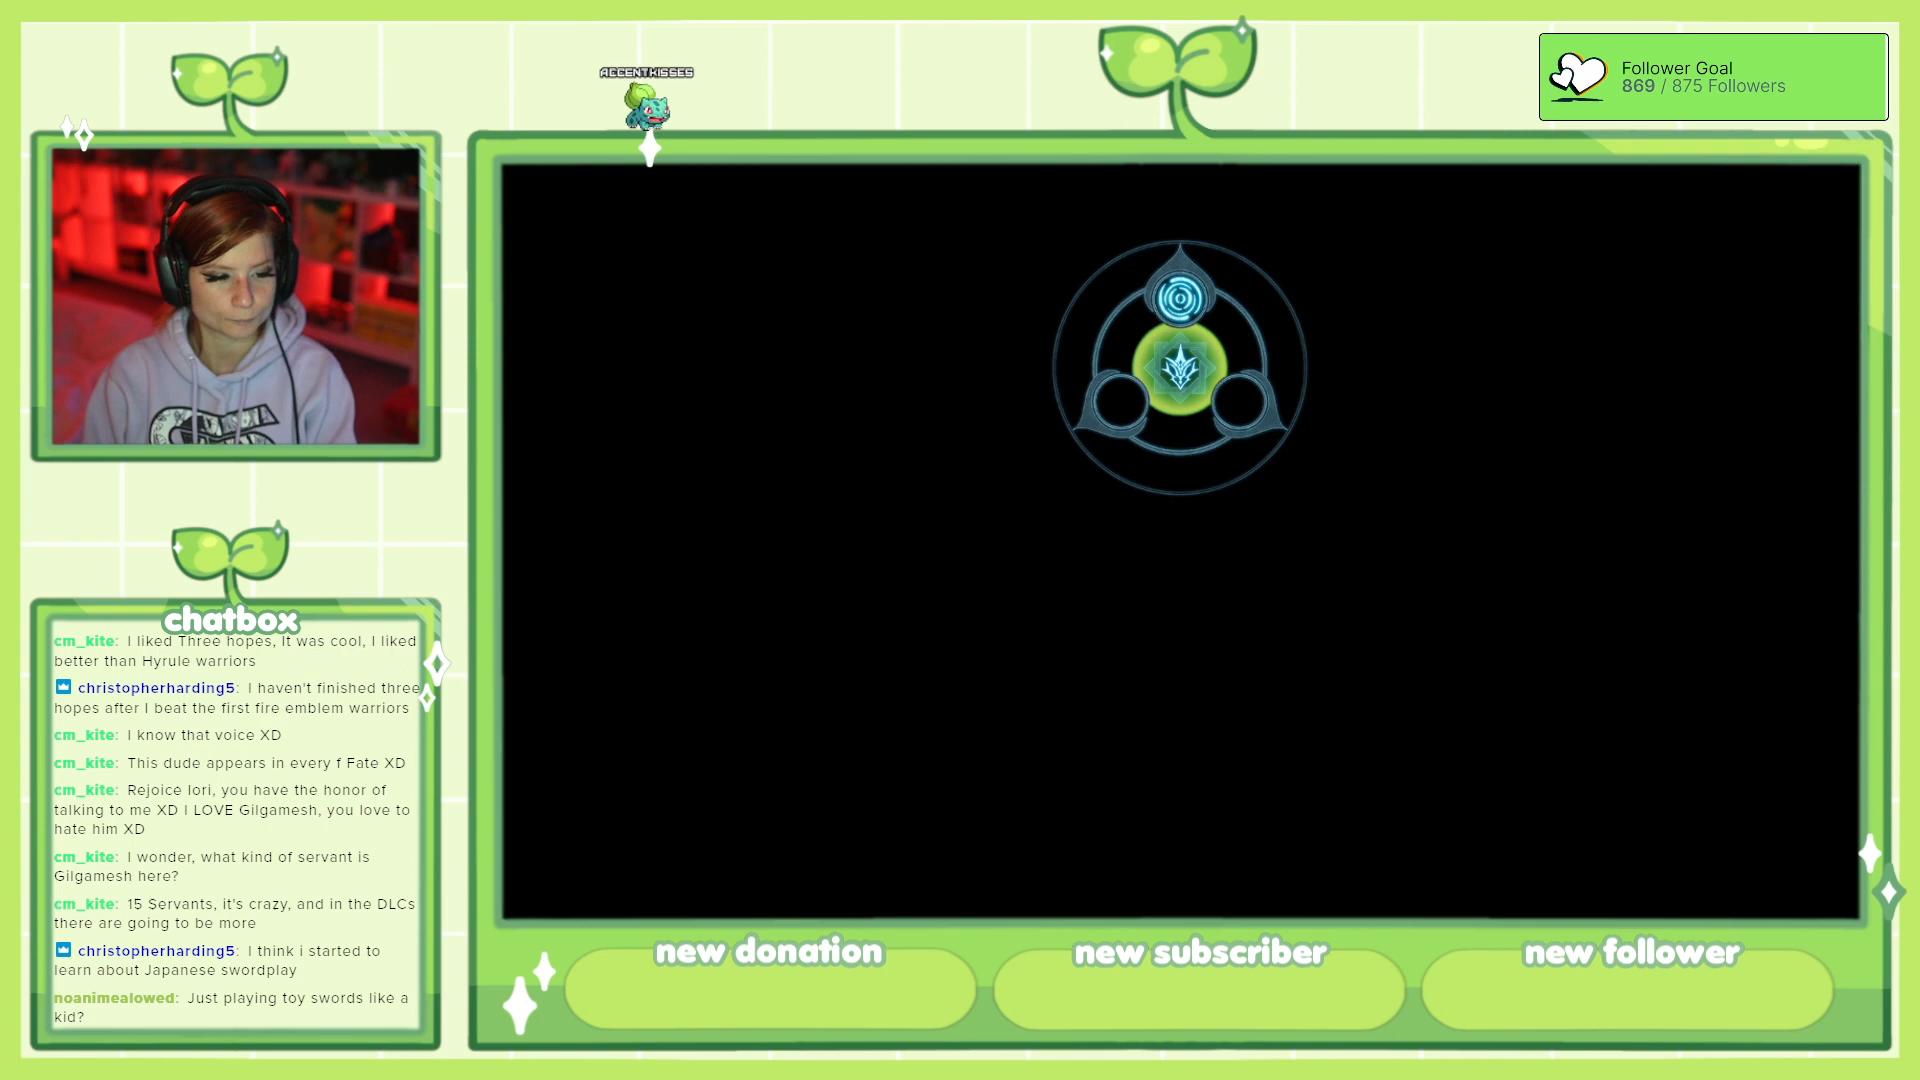 ACCENTKISSES
Follower Goal
869 / 875 Followers
chatbox
cm_kite: I liked Three hopes, It was cool, I liked
better than Hyrule warriors
christopherharding5: I haven't finished three
hopes after I beat the first fire emblem warriors
cm_kite: I know that voice XD
cm_kite: This dude appears in every f Fate XD
cm_kite: Rejoice Iori, you have the honor of
talking to me XD I LOVE Gilgamesh, you love to
hate him XD
cm_kite: I wonder, what kind of servant is
Gilgamesh here?
cm_kite: 15 Servants, it's crazy, and in the DLCs
there are going to be more
christopherharding5: I think i started to
learn about Japanese swordplay
noanimealowed: Just playing toy swords like a
kid?
new donation
new subscriber
new follower